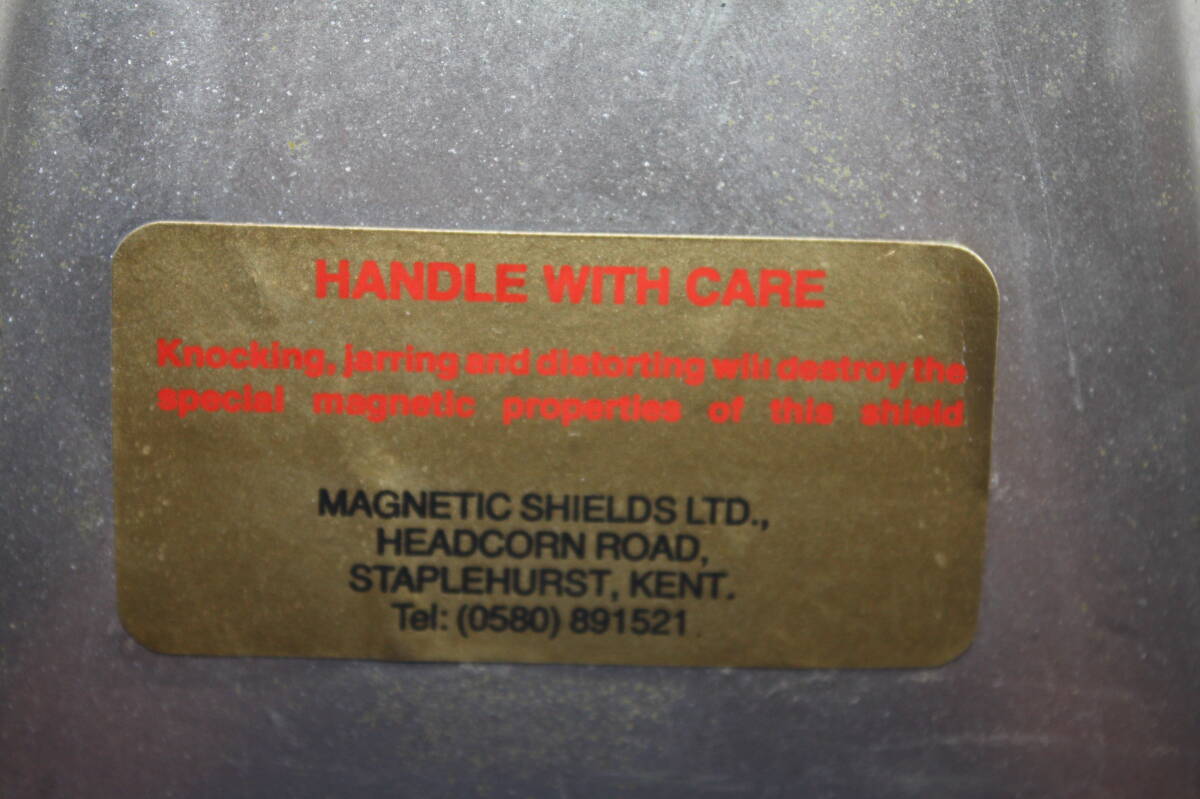 HANDLE WITH CARE
Knocking, jarring and distorting will destroy the
special magnetic properties of this shield
MAGNETIC SHIELDS LTD.,
HEADCORN ROAD,
STAPLEHURST, KENT.
Tel: (0580) 891521